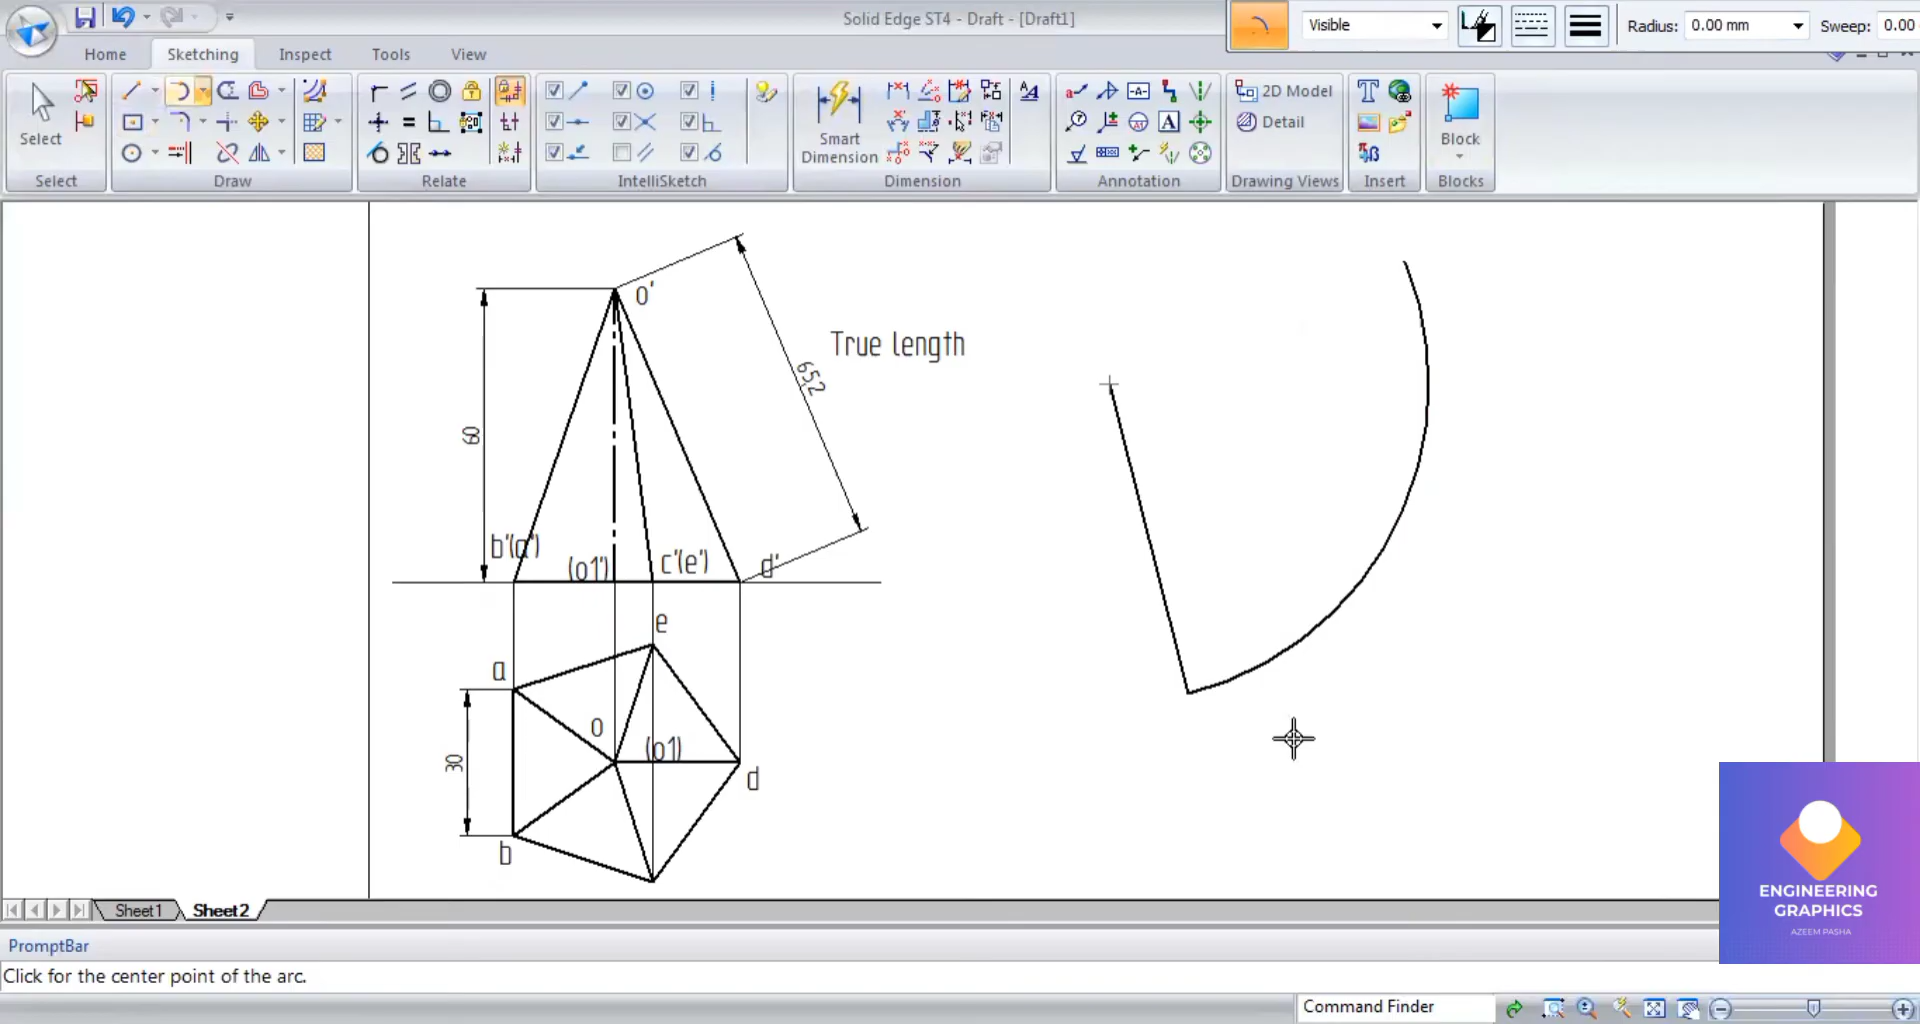 Solid Edge ST4 - Draft - [Draft1]
Visible
Radius: 0.00 mm
Sweep: 0.00
Home
Sketching
Inspect
Tools
View
Select
Smart
Dimension
2D Model
Detail
Block
Select
Draw
Relate
IntelliSketch
Dimension
Annotation
Drawing Views
Insert
Blocks
o'
True length
65,2
60
b'(a')
(o1')
c'(e')
d'
e
a
o
(o1)
30
d
b
ENGINEERING
GRAPHICS
AZEEM PASHA
Sheet1
Sheet2
PromptBar
Click for the center point of the arc.
Command Finder